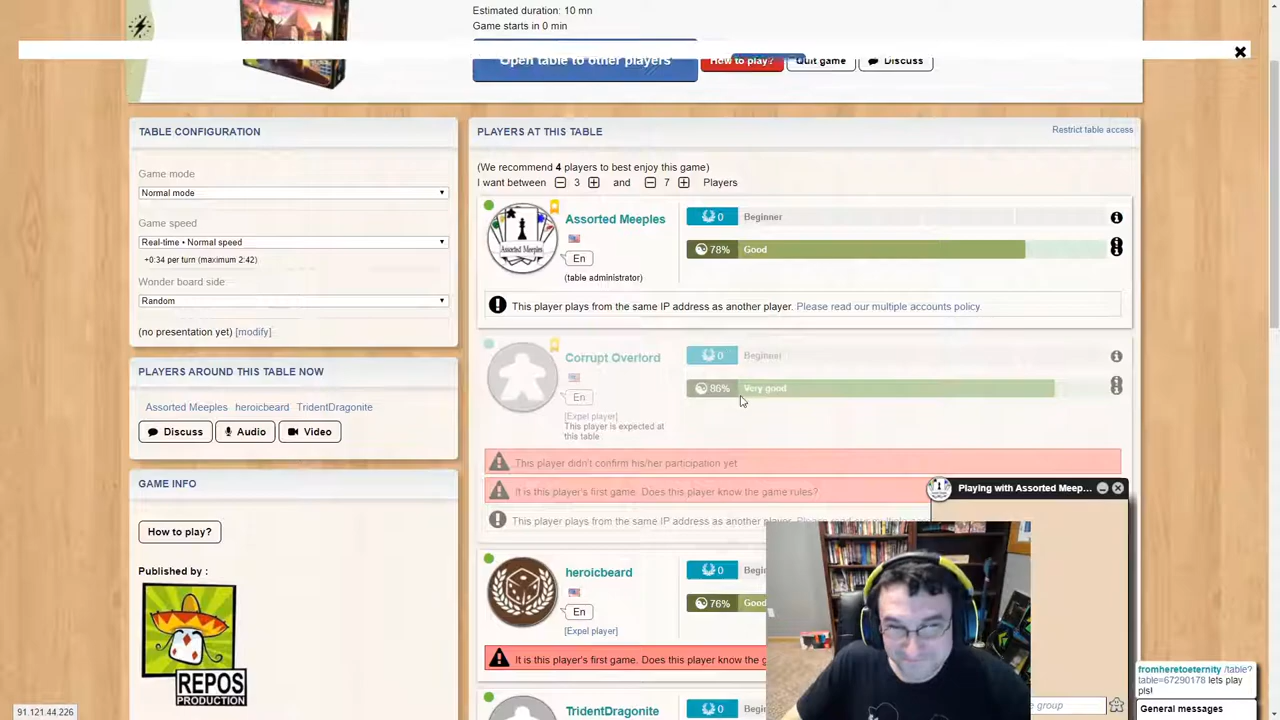 Estimated duration: 10 mn
Game starts in 0 min
Open table to other players
How to play?
Quit game
Discuss
TABLE CONFIGURATION
Game mode
Normal mode
Game speed
Real-time • Normal speed
+0:34 per turn (maximum 2:42)
Wonder board side
Random
(no presentation yet) [modify]
PLAYERS AROUND THIS TABLE NOW
Assorted Meeples heroicbeard TridentDragonite
Discuss
Audio
Video
GAME INFO
How to play?
Published by :
REPOS
PRODUCTION
PLAYERS AT THIS TABLE
Restrict table access
(We recommend 4 players to best enjoy this game)
I want between 3 and 7 Players
Assorted Meeples
Assorted Meeples
En
(table administrator)
0 Beginner
78% Good
This player plays from the same IP address as another player. Please read our multiple accounts policy.
Corrupt Overlord
En
[Expel player]
This player is expected at
this table
0 Beginner
86% Very good
This player didn't confirm his/her participation yet
It is this player's first game. Does this player know the game rules?
This player plays from the same IP address as another player.
heroicbeard
En
[Expel player]
0 Begi
76% Good
It is this player's first game. Does this player know the g
TridentDragonite
0 Begi
Playing with Assorted Meep...
e group
fromheretoeternity /table?
table=67290178 lets play
pls!
General messages
91.121.44.226